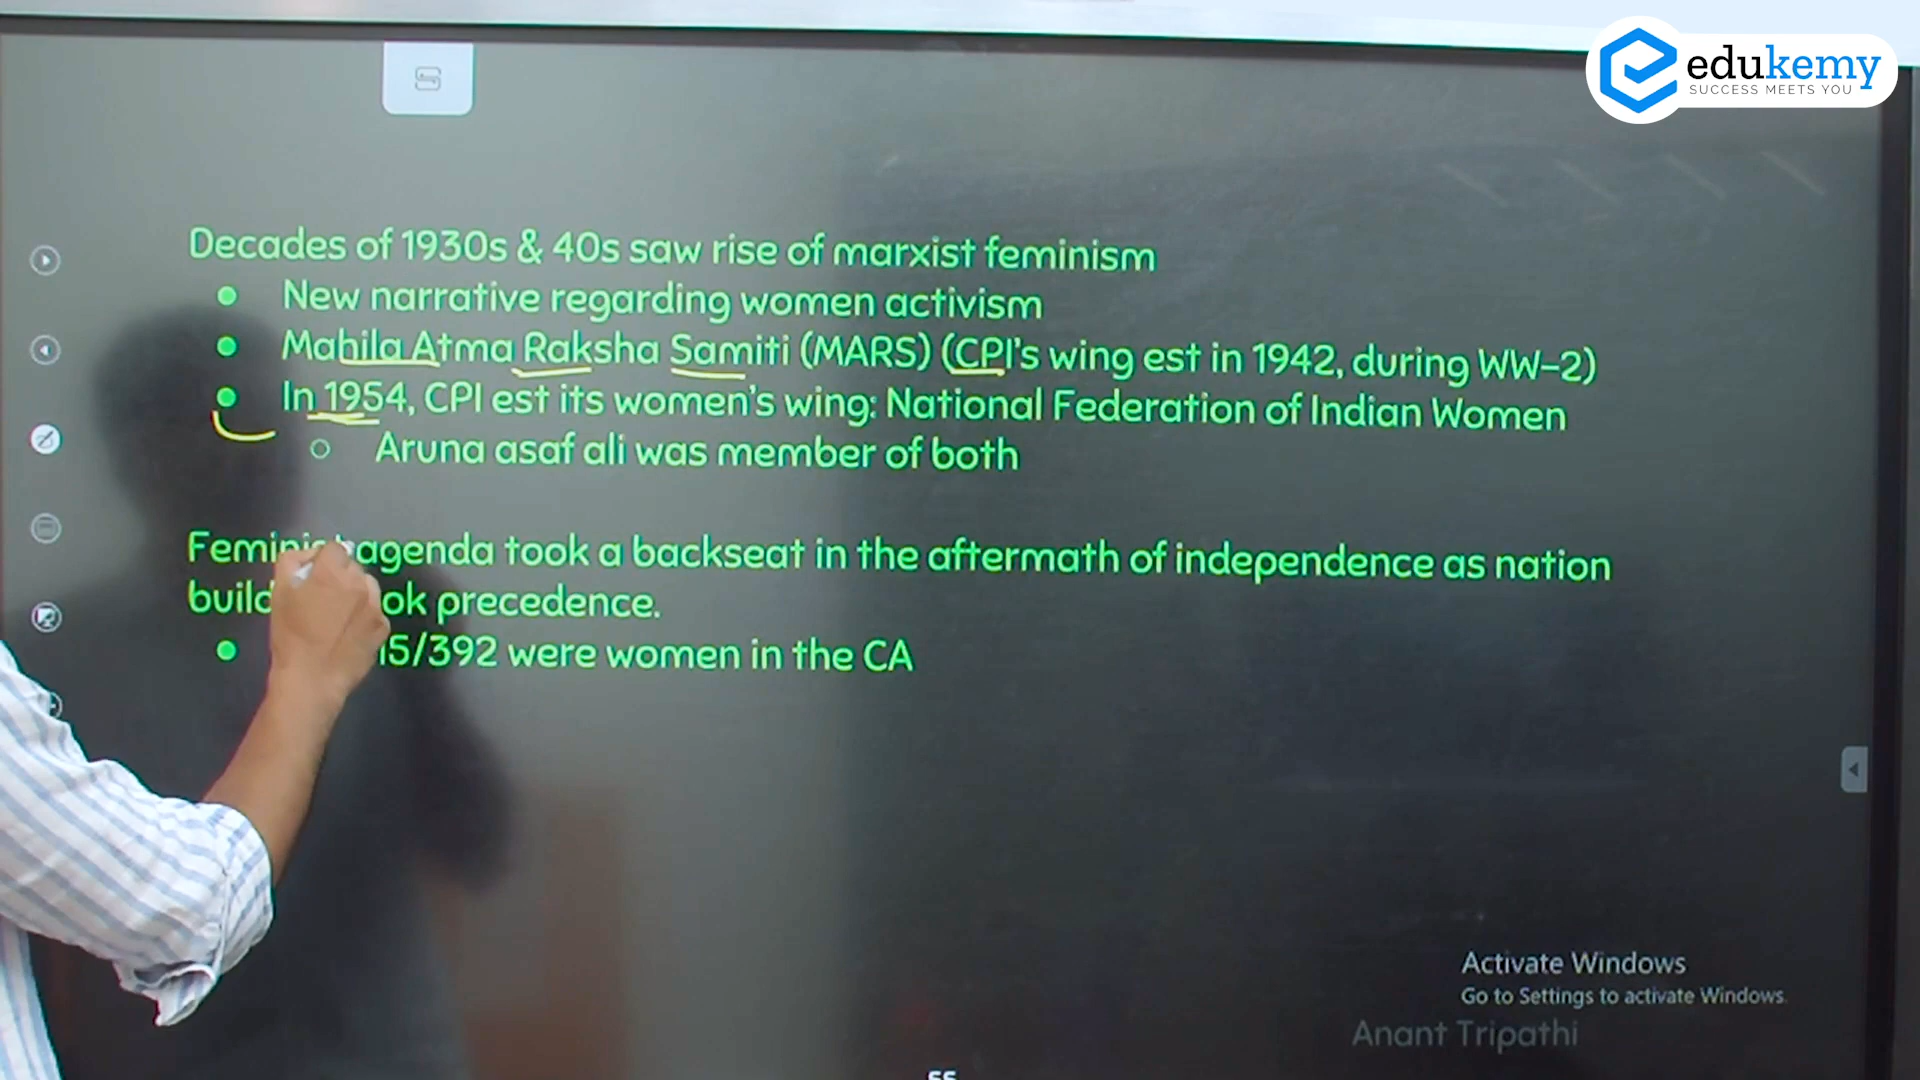 edukemy
SUCCESS MEETS YOU
Decades of 1930s & 40s saw rise of marxist feminism
New narrative regarding women activism
Mahila Atma Raksha Samiti (MARS) (CPI's wing est in 1942, during WW-2)
In 1954, CPI est its women's wing: National Federation of Indian Women
Aruna asaf ali was member of both
agenda took a backseat in the aftermath of independence as nation
precedence.
15/392 were women in the CA
Activate Windows
Go to Settings to activate Windows.
Anant Tripathi